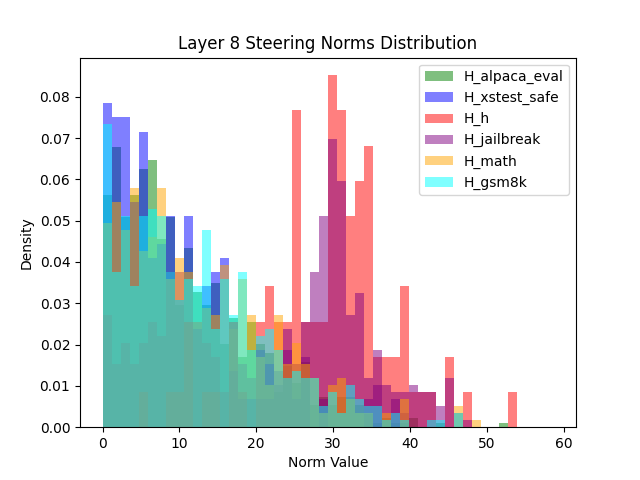 Layer 8 Steering Norms Distribution
H_alpaca_eval
H_xstest_safe
H_h
H_jailbreak
H_math
H_gsm8k
Density
0.08
0.07
0.06
0.05
0.04
0.03
0.02
0.01
0.00
0 10 20 30 40 50 60
Norm Value